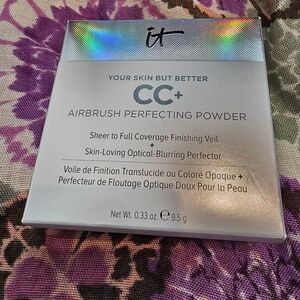 it
YOUR SKIN BUT BETTER
CC+
AIRBRUSH PERFECTING POWDER
Sheer to Full Coverage Finishing Veil
+
Skin-Loving Optical-Blurring Perfector
Voile de Finition Translucide ou Coloré Opaque +
Perfecteur de Floutage Optique Doux Pour la Peau
Net Wt. 0.33 oz. ℮ 9.5 g